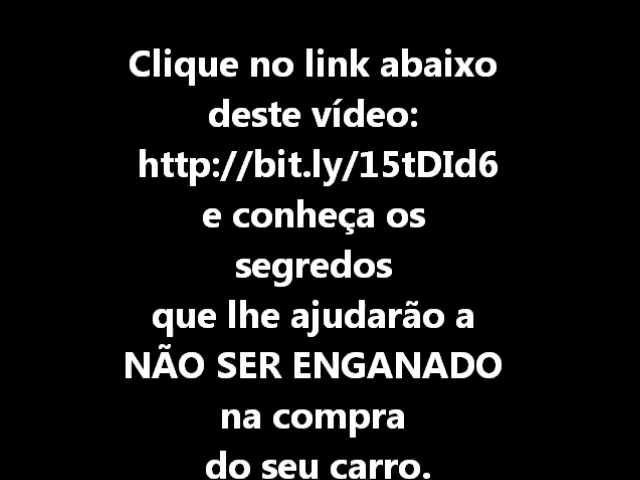 Clique no link abaixo
deste vídeo:
http://bit.ly/15tDId6
e conheça os
segredos
que lhe ajudarão a
NÃO SER ENGANADO
na compra
do seu carro.